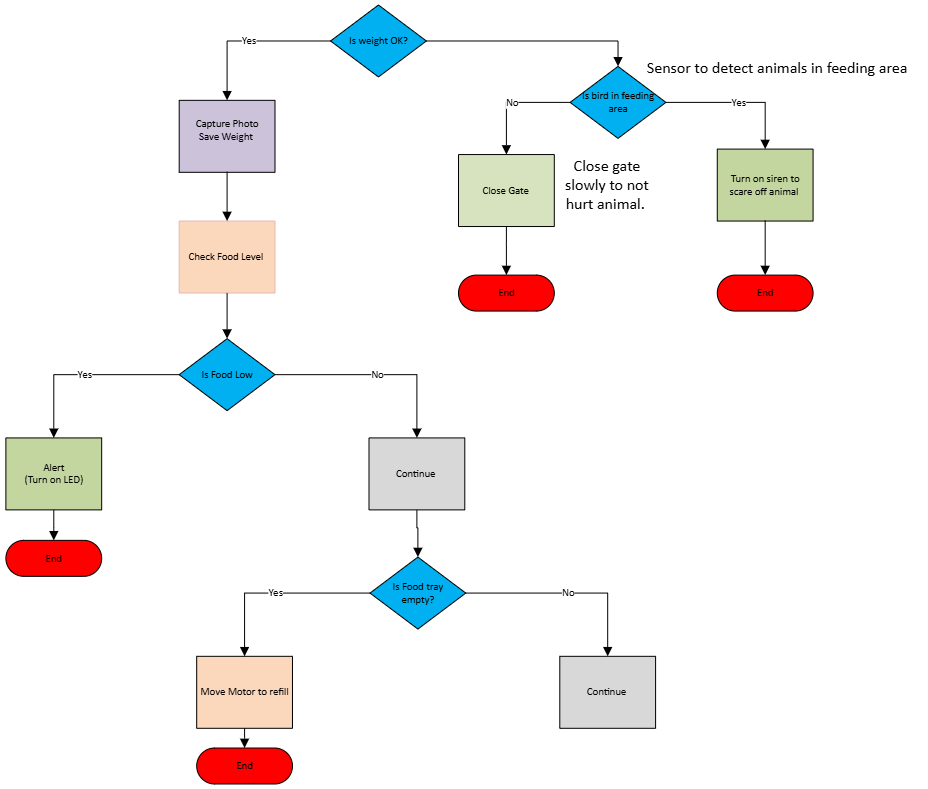 Is weight OK?
Yes
Sensor to detect animals in feeding area
Is bird in feeding
area
No
Yes
Capture Photo
Save Weight
Close Gate
Close gate
slowly to not
hurt animal.
Turn on siren to
scare off animal
Check Food Level
End
End
Is Food Low
Yes
No
Alert
(Turn on LED)
Continue
End
Is Food tray
empty?
Yes
No
Move Motor to refill
Continue
End